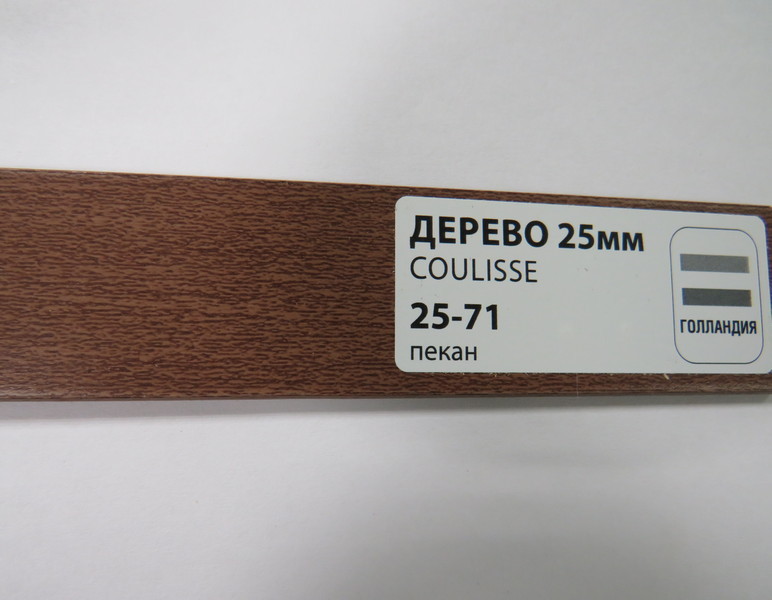 ДЕРЕВО 25мм
COULISSE
25-71
пекан
ГОЛЛАНДИЯ